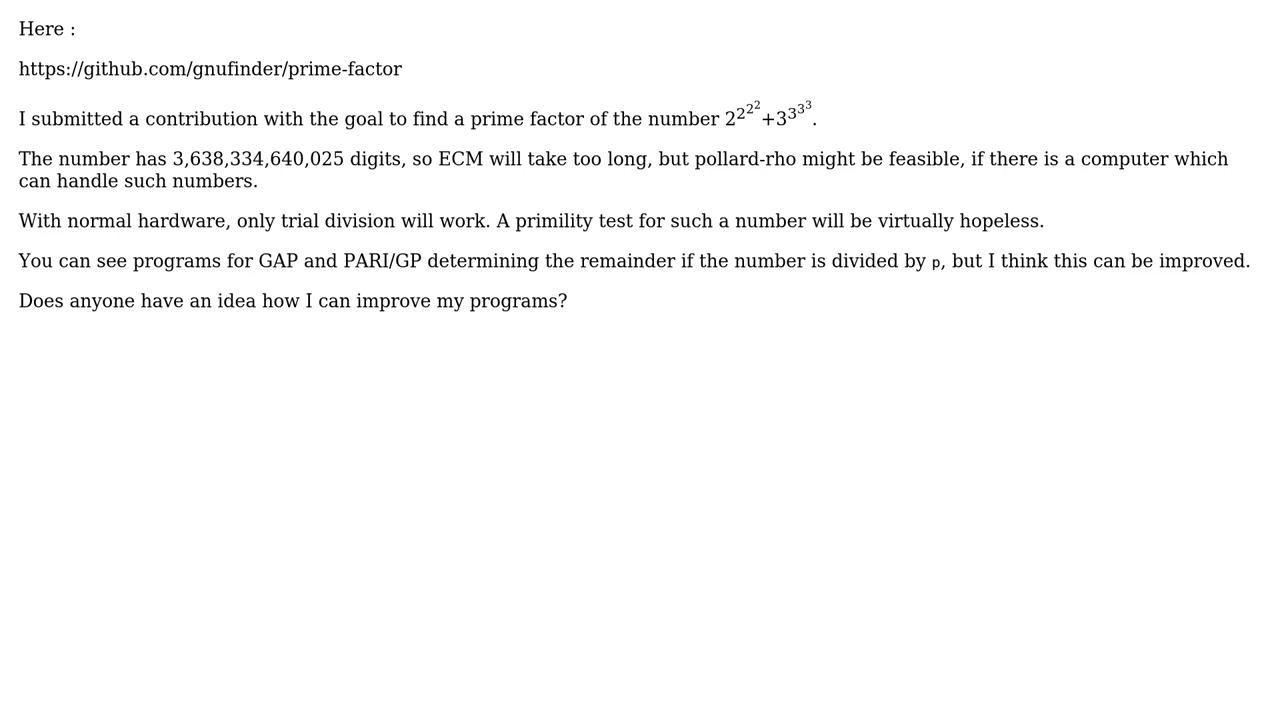 Here :
https://github.com/gnufinder/prime-factor
I submitted a contribution with the goal to find a prime factor of the number 2^{2^{2^2}}+3^{3^{3^3}}.
The number has 3,638,334,640,025 digits, so ECM will take too long, but pollard-rho might be feasible, if there is a computer which
can handle such numbers.
With normal hardware, only trial division will work. A primility test for such a number will be virtually hopeless.
You can see programs for GAP and PARI/GP determining the remainder if the number is divided by p, but I think this can be improved.
Does anyone have an idea how I can improve my programs?